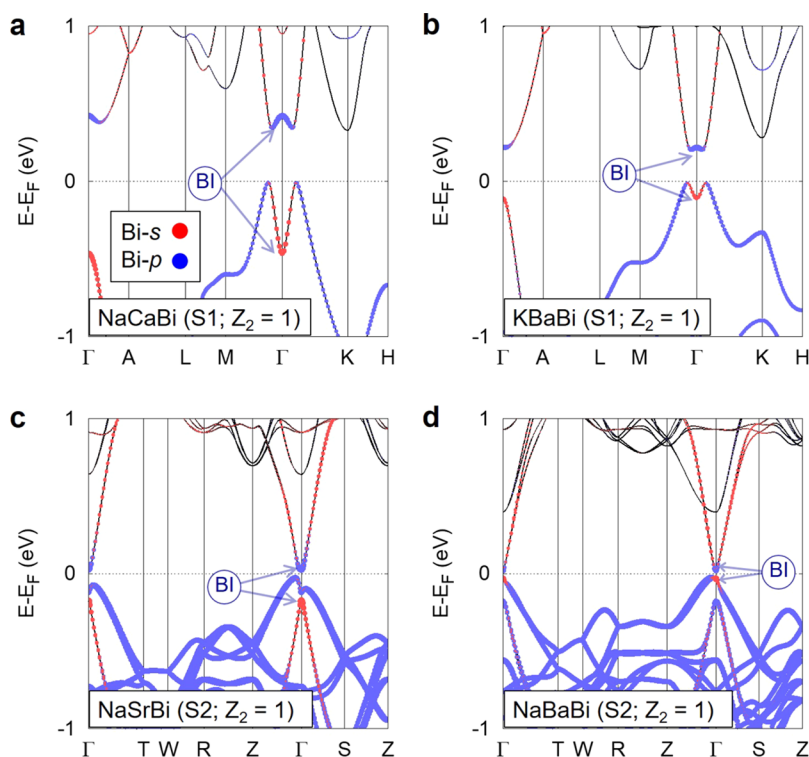 a
1
0
-1
E-E_F (eV)
BI
Bi-s
Bi-p
NaCaBi (S1; Z₂ = 1)
Γ A L M Γ K H
b
1
0
-1
E-E_F (eV)
BI
KBaBi (S1; Z₂ = 1)
Γ A L M Γ K H
c
1
0
-1
E-E_F (eV)
BI
NaSrBi (S2; Z₂ = 1)
Γ T W R Z Γ S Z
d
1
0
-1
E-E_F (eV)
BI
NaBaBi (S2; Z₂ = 1)
Γ T W R Z Γ S Z